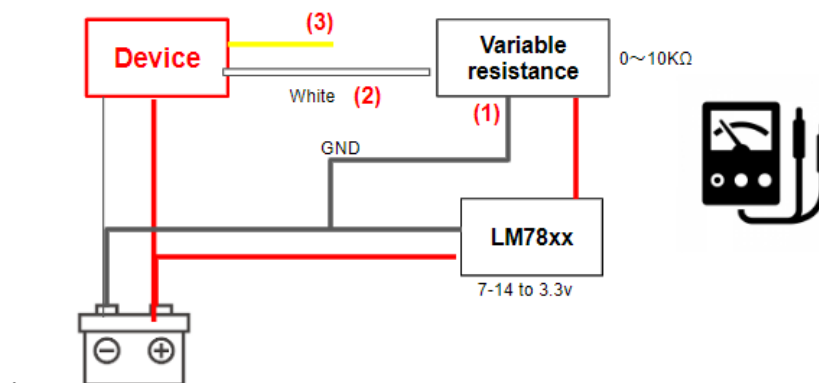 (3)
Device
Variable
resistance
0～10KΩ
White (2)
(1)
GND
LM78xx
7-14 to 3.3v